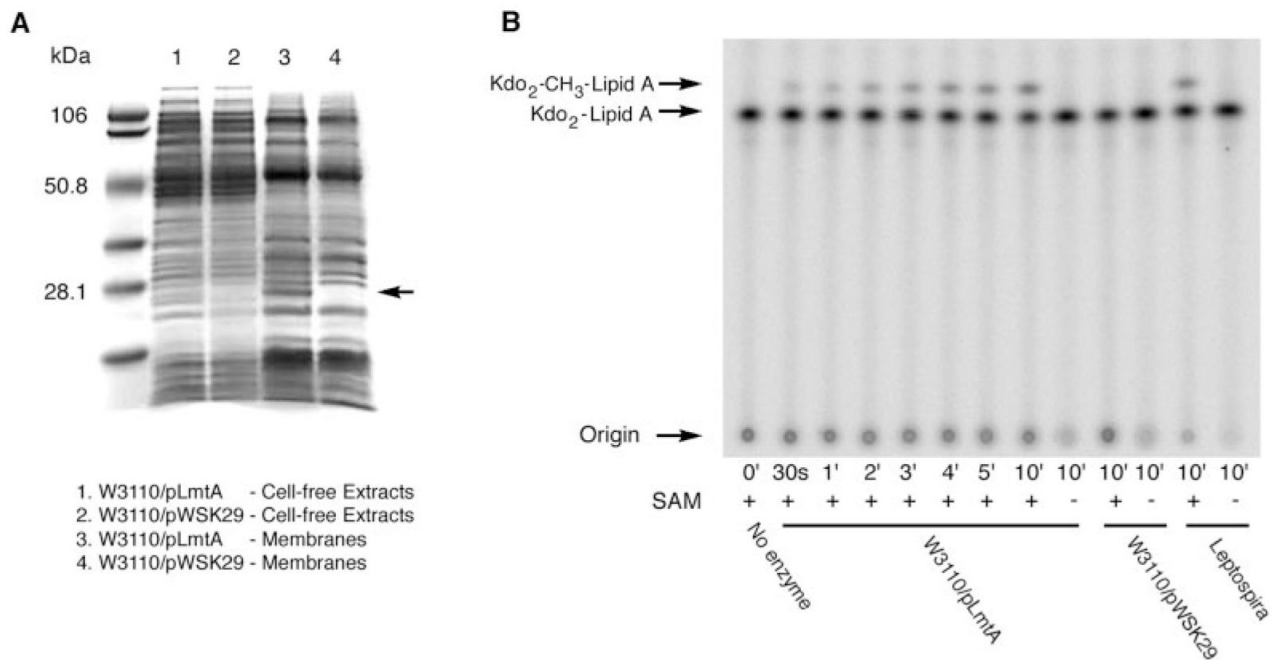 A
kDa 1 2 3 4
106
50.8
28.1
1. W3110/pLmtA - Cell-free Extracts
2. W3110/pWSK29 - Cell-free Extracts
3. W3110/pLmtA - Membranes
4. W3110/pWSK29 - Membranes
B
Kdo2-CH3-Lipid A
Kdo2-Lipid A
Origin
0' 30s 1' 2' 3' 4' 5' 10' 10' 10' 10' 10' 10'
SAM + + + + + + + + - + - + -
No enzyme
W3110/pLmtA
W3110/pWSK29
Leptospira